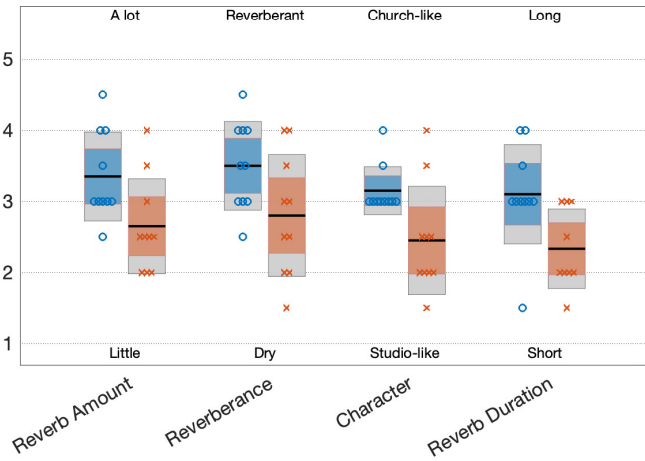 A lot Reverberant Church-like Long
5
4
3
2
1
Little Dry Studio-like Short
Reverb Amount Reverberance Character Reverb Duration